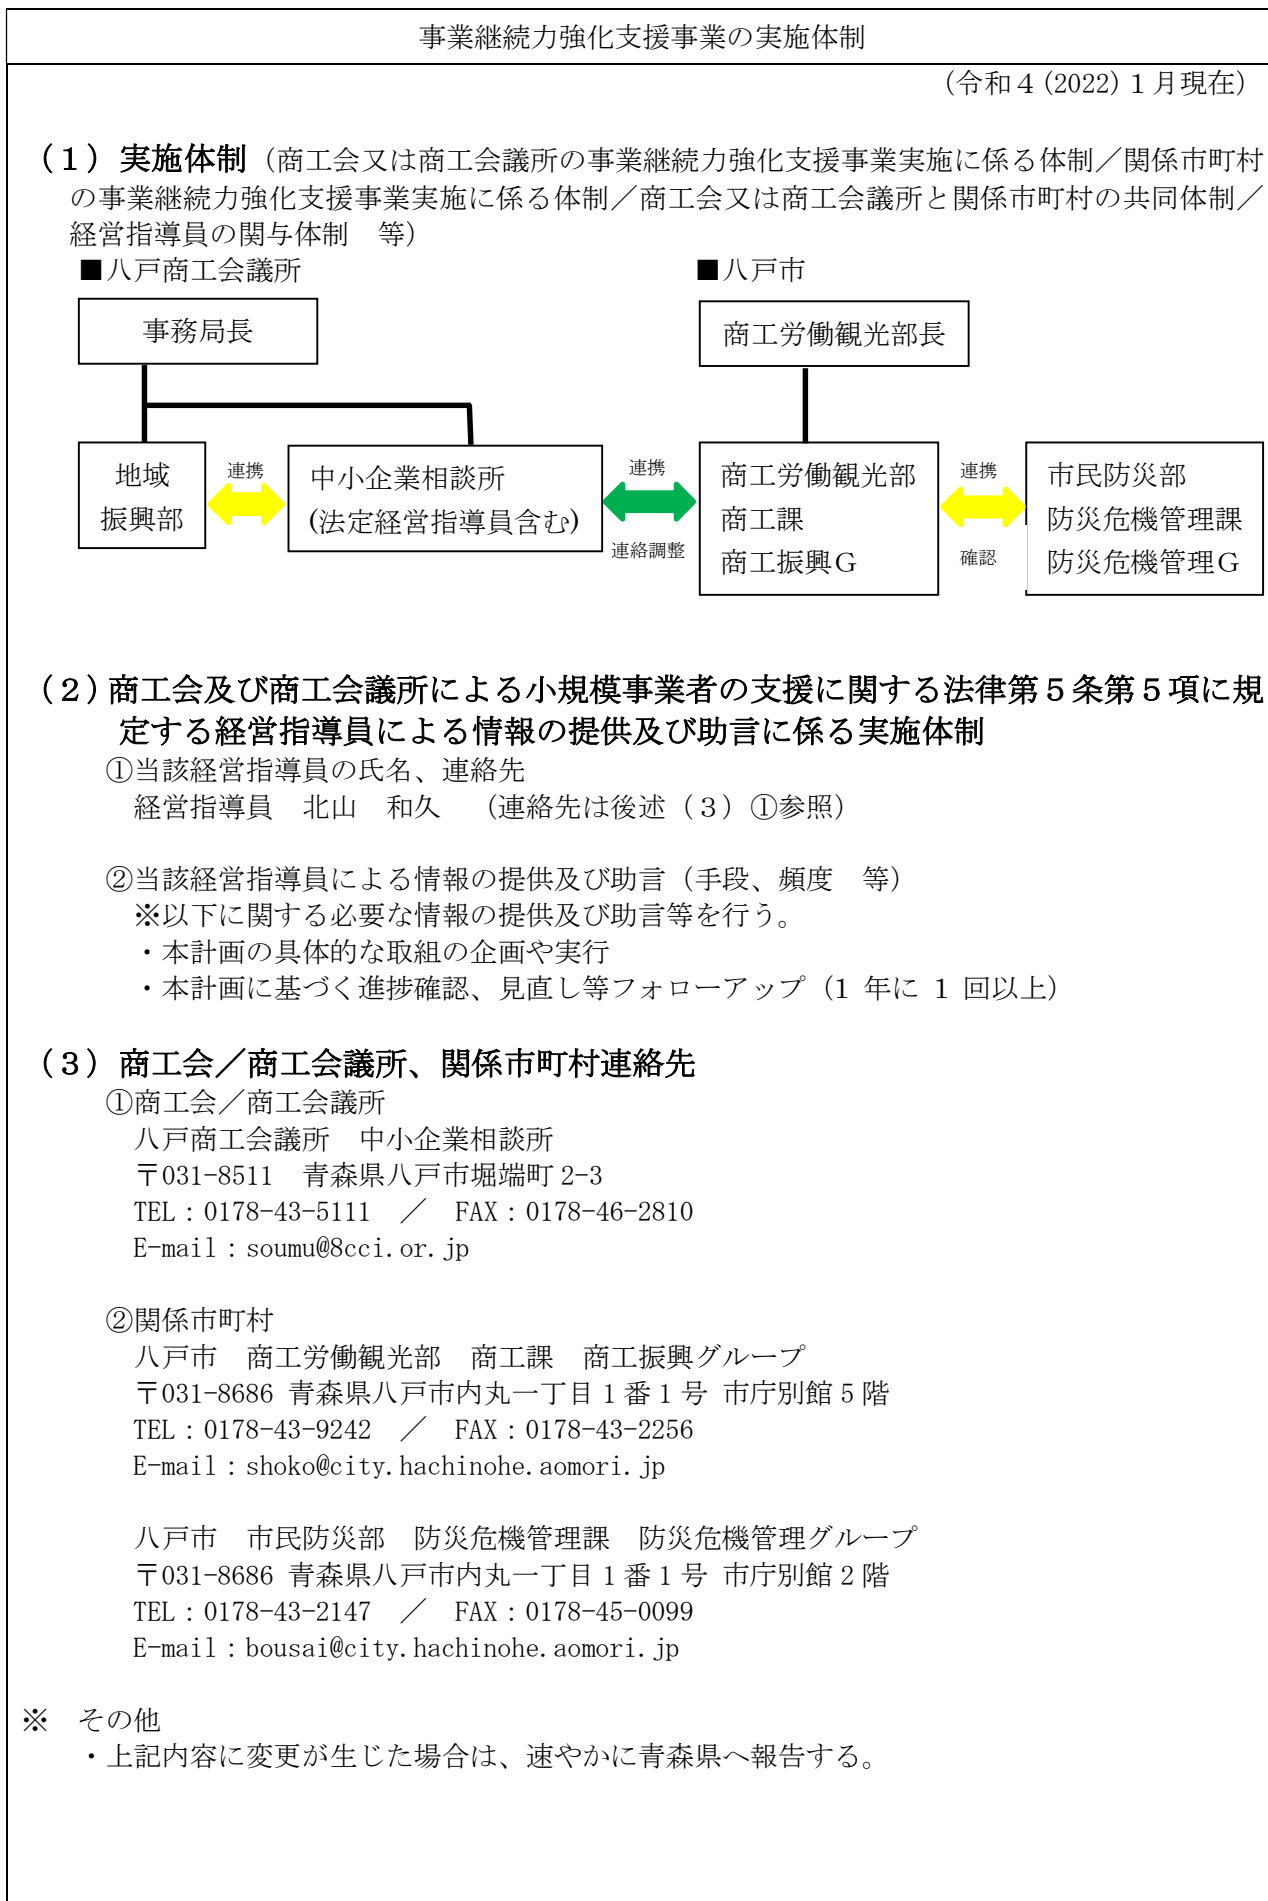 事業継続力強化支援事業の実施体制
(令和４(2022)１月現在)
（１）実施体制（商工会又は商工会議所の事業継続力強化支援事業実施に係る体制／関係市町村
の事業継続力強化支援事業実施に係る体制／商工会又は商工会議所と関係市町村の共同体制／
経営指導員の関与体制　等）
■八戸商工会議所
■八戸市
事務局長
商工労働観光部長
地域
振興部
連携
中小企業相談所
(法定経営指導員含む)
連携
連絡調整
商工労働観光部
商工課
商工振興Ｇ
連携
確認
市民防災部
防災危機管理課
防災危機管理Ｇ
（２）商工会及び商工会議所による小規模事業者の支援に関する法律第５条第５項に規
定する経営指導員による情報の提供及び助言に係る実施体制
①当該経営指導員の氏名、連絡先
経営指導員　北山　和久　（連絡先は後述（３）①参照）
②当該経営指導員による情報の提供及び助言（手段、頻度　等）
※以下に関する必要な情報の提供及び助言等を行う。
・本計画の具体的な取組の企画や実行
・本計画に基づく進捗確認、見直し等フォローアップ（1 年に 1 回以上）
（３）商工会／商工会議所、関係市町村連絡先
①商工会／商工会議所
八戸商工会議所　中小企業相談所
〒031-8511　青森県八戸市堀端町 2-3
TEL：0178-43-5111　／　FAX：0178-46-2810
E-mail：soumu@8cci.or.jp
②関係市町村
八戸市　商工労働観光部　商工課　商工振興グループ
〒031-8686 青森県八戸市内丸一丁目１番１号 市庁別館５階
TEL：0178-43-9242　／　FAX：0178-43-2256
E-mail：shoko@city.hachinohe.aomori.jp
八戸市　市民防災部　防災危機管理課　防災危機管理グループ
〒031-8686 青森県八戸市内丸一丁目１番１号 市庁別館２階
TEL：0178-43-2147　／　FAX：0178-45-0099
E-mail：bousai@city.hachinohe.aomori.jp
※　その他
・上記内容に変更が生じた場合は、速やかに青森県へ報告する。